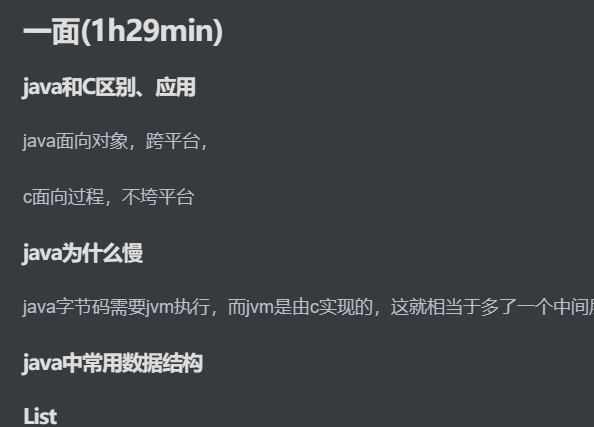 一面(1h29min)
java和C区别、应用
java面向对象，跨平台，
c面向过程，不垮平台
java为什么慢
java字节码需要jvm执行，而jvm是由c实现的，这就相当于多了一个中间
java中常用数据结构
List